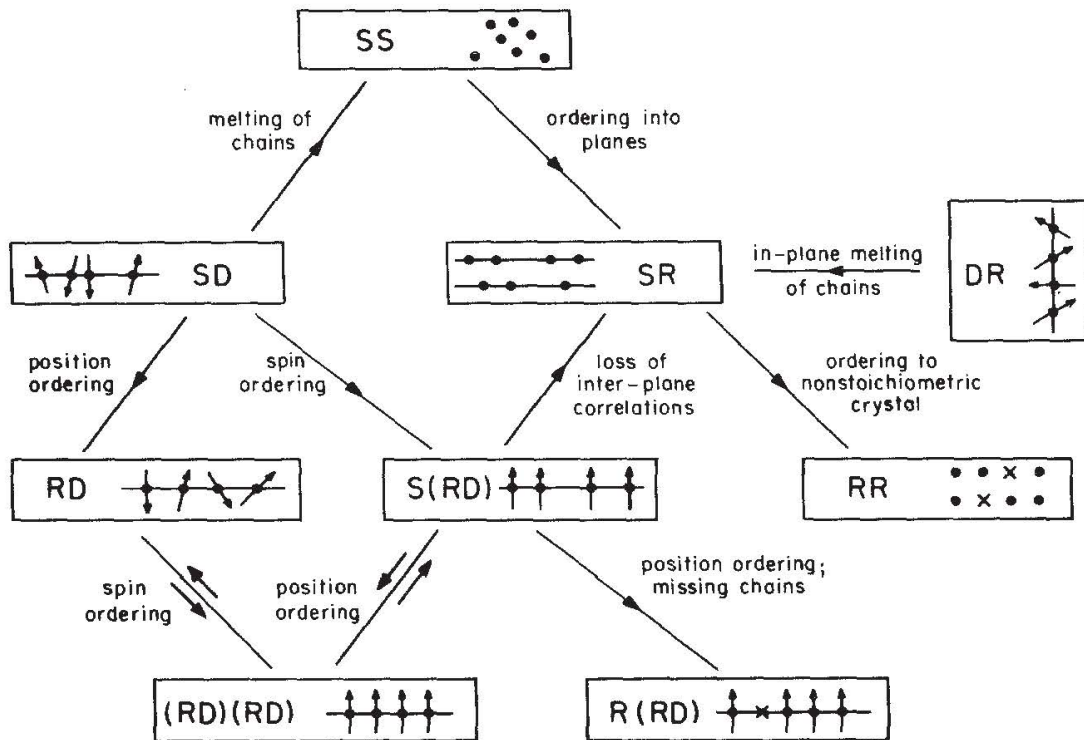 SS
melting of
chains
ordering into
planes
SD
SR
in-plane melting
of chains
DR
position
ordering
spin
ordering
loss of
inter-plane
correlations
ordering to
nonstoichiometric
crystal
RD
S(RD)
RR
spin
ordering
position
ordering
position ordering;
missing chains
(RD)(RD)
R(RD)